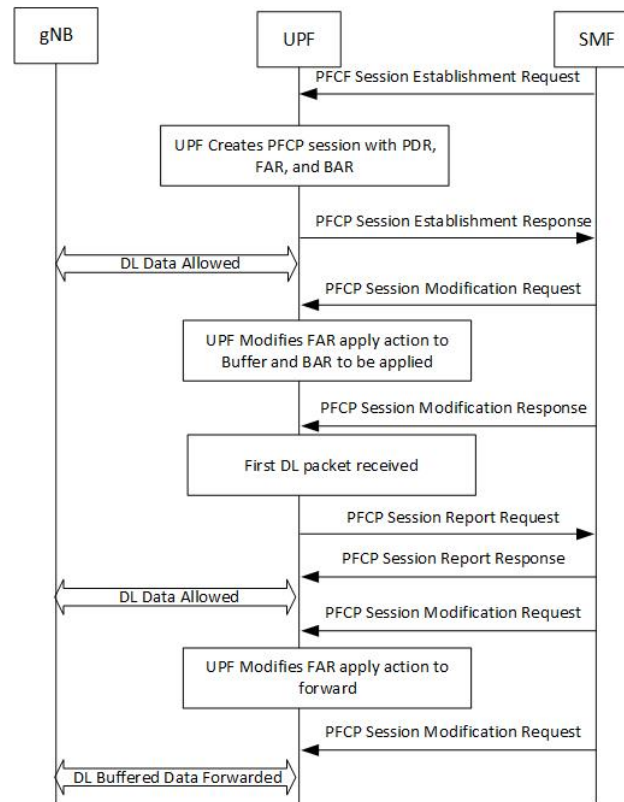 gNB
UPF
SMF
PFCF Session Establishment Request
UPF Creates PFCP session with PDR,
FAR, and BAR
PFCP Session Establishment Response
DL Data Allowed
PFCP Session Modification Request
UPF Modifies FAR apply action to
Buffer and BAR to be applied
PFCP Session Modification Response
First DL packet received
PFCP Session Report Request
PFCP Session Report Response
DL Data Allowed
PFCP Session Modification Request
UPF Modifies FAR apply action to
forward
PFCP Session Modification Request
DL Buffered Data Forwarded